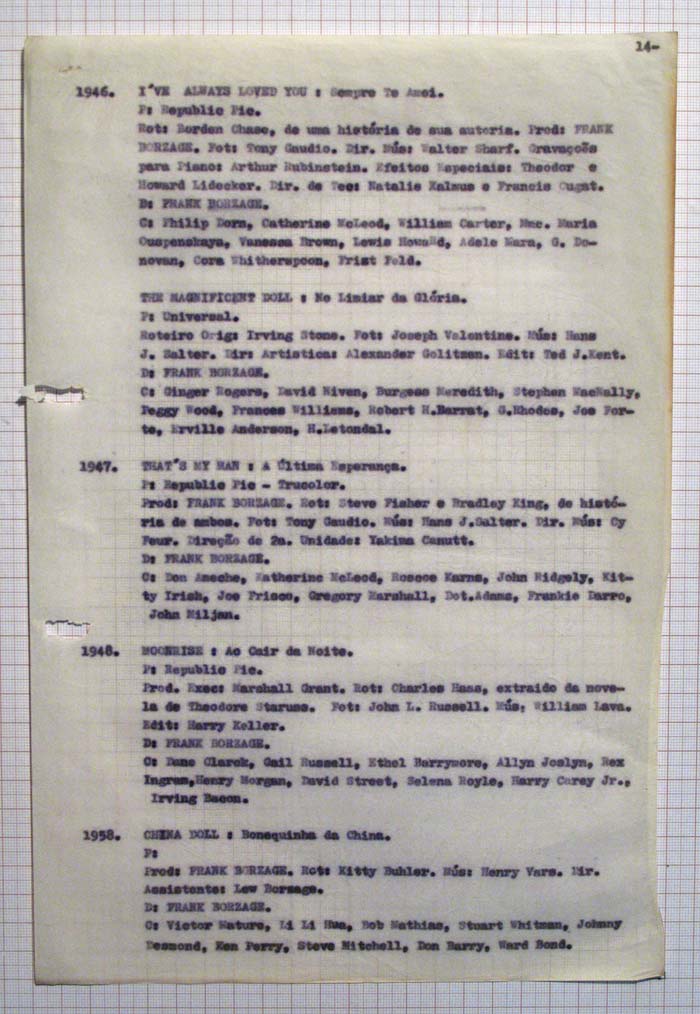 14-
1946. I'VE ALWAYS LOVED YOU : Sempre Te Amei.
P: Republic Pic.
Rot: Borden Chase, de uma história de sua autoria. Prod: FRANK
BORZAGE. Fot: Tony Gaudio. Dir. Mús: Walter Sharf. Gravações
para Piano: Arthur Rubinstein. Efeitos Especiais: Theodor e
Howard Lidecker. Dir. de Tec: Natalie Kalmus e Francis Cugat.
D: FRANK BORZAGE.
C: Philip Dorn, Catherine McLeod, William Carter, Mme. Maria
Ouspenskaya, Vanessa Brown, Lewis Howard, Adele Mara, G. Do-
novan, Cora Whitherspoon, Frist Feld.
THE MAGNIFICENT DOLL : No Limiar da Glória.
P: Universal.
Roteiro Orig: Irving Stone. Fot: Joseph Valentine. Mús: Hans
J. Salter. Dir: Artistica: Alexander Golitzen. Edit: Ted J.Kent.
D: FRANK BORZAGE.
C: Ginger Rogers, David Niven, Burgess Meredith, Stephen MacNally,
Peggy Wood, Frances Williams, Robert H.Barrat, G.Rhodes, Joe For-
te, Erville Anderson, H.Letondal.
1947. THAT'S MY MAN : A Última Esperança.
P: Republic Pic - Trucolor.
Prod: FRANK BORZAGE. Rot: Steve Fisher e Bradley King, de histó-
ria de ambos. Fot: Tony Gaudio. Mús: Hans J.Salter. Dir. Mús: Cy
Feur. Direção de 2a. Unidade: Yakima Canutt.
D: FRANK BORZAGE.
C: Don Ameche, Katherine McLeod, Roscoe Karns, John Ridgely, Kit-
ty Irish, Joe Frisco, Gregory Marshall, Dot.Adams, Frankie Darro,
John Miljan.
1948. MOONRISE : Ao Cair da Noite.
P: Republic Pic.
Prod. Exec: Marshall Grant. Rot: Charles Haas, extraido da nove-
la de Theodore Starums. Fot: John L. Russell. Mús: William Lava.
Edit: Harry Keller.
D: FRANK BORZAGE.
C: Dane Clarck, Gail Russell, Ethel Barrymore, Allyn Joslyn, Rex
Ingram,Henry Morgan, David Street, Selena Royle, Harry Carey Jr.,
Irving Bacon.
1958. CHINA DOLL : Bonequinha da China.
P:
Prod: FRANK BORZAGE. Rot: Kitty Buhler. Mús: Henry Vars. Dir.
Assistente: Lew Borzage.
D: FRANK BORZAGE.
C: Victor Mature, Li Li Hua, Bob Mathias, Stuart Whitman, Johnny
Desmond, Ken Perry, Steve Mitchell, Don Barry, Ward Bond.